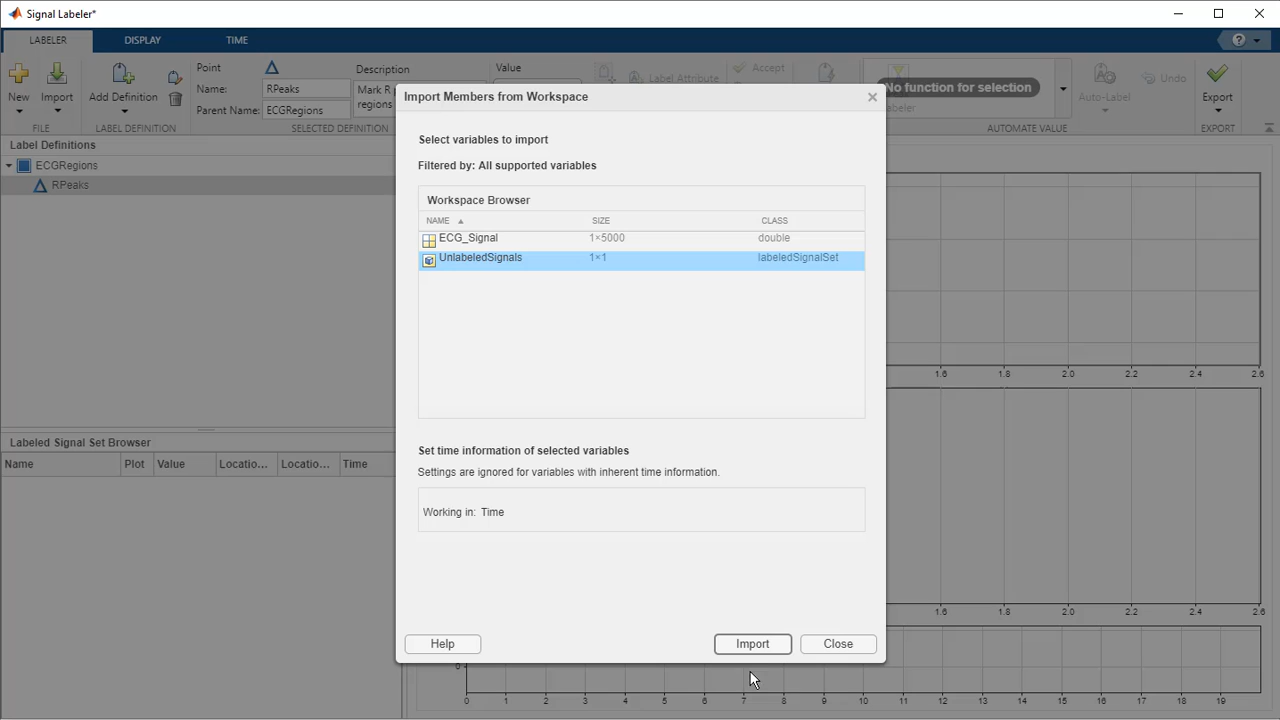 Signal Labeler*
LABELER DISPLAY TIME
New Import Add Definition
FILE LABEL DEFINITION
Point
Name: RPeaks
Parent Name: ECGRegions
Description
Mark R
regions
SELECTED DEFINITION
Value
Label Attribute
Accept
No function for selection
Auto-Label
Undo
AUTOMATE VALUE
Export
EXPORT
Label Definitions
ECGRegions
RPeaks
Labeled Signal Set Browser
Name Plot Value Locatio... Locatio... Time
Import Members from Workspace
Select variables to import
Filtered by: All supported variables
Workspace Browser
NAME SIZE CLASS
ECG_Signal 1×5000 double
UnlabeledSignals 1×1 labeledSignalSet
Set time information of selected variables
Settings are ignored for variables with inherent time information.
Working in: Time
Help Import Close
1.6 1.8 2.0 2.2 2.4 2.6
1.6 1.8 2.0 2.2 2.4 2.6
0
0 1 2 3 4 5 6 7 8 9 10 11 12 13 14 15 16 17 18 19